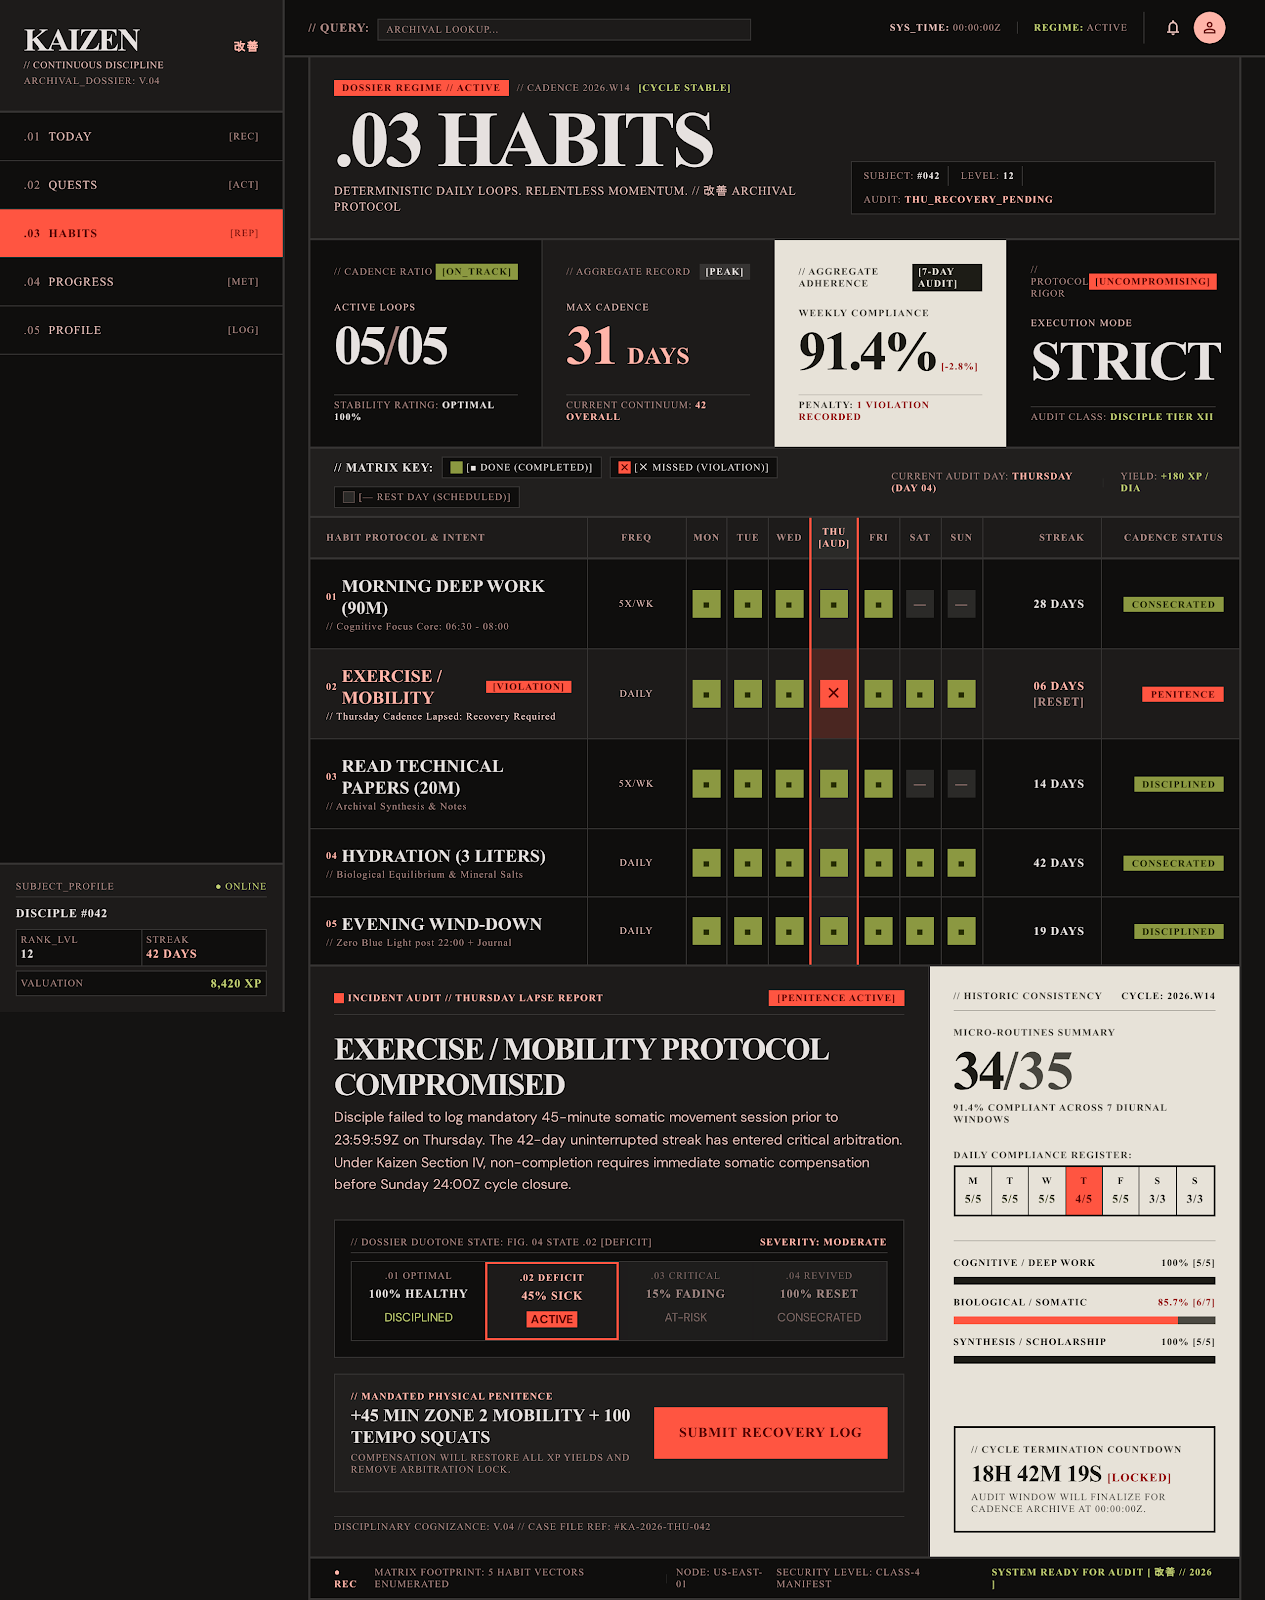 KAIZEN
改善
// CONTINUOUS DISCIPLINE
ARCHIVAL_DOSSIER: V.04
.01 TODAY [REC]
.02 QUESTS [ACT]
.03 HABITS [REP]
.04 PROGRESS [MET]
.05 PROFILE [LOG]
SUBJECT_PROFILE ● ONLINE
DISCIPLE #042
RANK_LVL
12
STREAK
42 DAYS
VALUATION 8,420 XP
// QUERY: ARCHIVAL LOOKUP...
SYS_TIME: 00:00:00Z
REGIME: ACTIVE
DOSSIER REGIME // ACTIVE // CADENCE 2026.W14 [CYCLE STABLE]
.03 HABITS
DETERMINISTIC DAILY LOOPS. RELENTLESS MOMENTUM. // 改善 ARCHIVAL
PROTOCOL
SUBJECT: #042 LEVEL: 12
AUDIT: THU_RECOVERY_PENDING
// CADENCE RATIO [ON_TRACK]
ACTIVE LOOPS
05/05
STABILITY RATING: OPTIMAL
100%
// AGGREGATE RECORD [PEAK]
MAX CADENCE
31 DAYS
CURRENT CONTINUUM: 42
OVERALL
// AGGREGATE
ADHERENCE
[7-DAY
AUDIT]
WEEKLY COMPLIANCE
91.4% [-2.8%]
PENALTY: 1 VIOLATION
RECORDED
//
PROTOCOL
RIGOR
[UNCOMPROMISING]
EXECUTION MODE
STRICT
AUDIT CLASS: DISCIPLE TIER XII
// MATRIX KEY: [■ DONE (COMPLETED)] ✕ [✕ MISSED (VIOLATION)]
[— REST DAY (SCHEDULED)]
CURRENT AUDIT DAY: THURSDAY
(DAY 04)
YIELD: +180 XP /
DIA
HABIT PROTOCOL & INTENT FREQ MON TUE WED THU [AUD] FRI SAT SUN STREAK CADENCE STATUS
01 MORNING DEEP WORK
(90M)
// Cognitive Focus Core: 06:30 - 08:00
5X/WK ■ ■ ■ ■ ■ — — 28 DAYS CONSECRATED
02 EXERCISE /
MOBILITY
[VIOLATION]
// Thursday Cadence Lapsed: Recovery Required
DAILY ■ ■ ■ ✕ ■ ■ ■ 06 DAYS
[RESET]
PENITENCE
03 READ TECHNICAL
PAPERS (20M)
// Archival Synthesis & Notes
5X/WK ■ ■ ■ ■ ■ — — 14 DAYS DISCIPLINED
04 HYDRATION (3 LITERS)
// Biological Equilibrium & Mineral Salts
DAILY ■ ■ ■ ■ ■ ■ ■ 42 DAYS CONSECRATED
05 EVENING WIND-DOWN
// Zero Blue Light post 22:00 + Journal
DAILY ■ ■ ■ ■ ■ ■ ■ 19 DAYS DISCIPLINED
INCIDENT AUDIT // THURSDAY LAPSE REPORT [PENITENCE ACTIVE]
EXERCISE / MOBILITY PROTOCOL
COMPROMISED
Disciple failed to log mandatory 45-minute somatic movement session prior to
23:59:59Z on Thursday. The 42-day uninterrupted streak has entered critical arbitration.
Under Kaizen Section IV, non-completion requires immediate somatic compensation
before Sunday 24:00Z cycle closure.
// DOSSIER DUOTONE STATE: FIG. 04 STATE .02 [DEFICIT] SEVERITY: MODERATE
.01 OPTIMAL
100% HEALTHY
DISCIPLINED
.02 DEFICIT
45% SICK
ACTIVE
.03 CRITICAL
15% FADING
AT-RISK
.04 REVIVED
100% RESET
CONSECRATED
// MANDATED PHYSICAL PENITENCE
+45 MIN ZONE 2 MOBILITY + 100
TEMPO SQUATS
COMPENSATION WILL RESTORE ALL XP YIELDS AND
REMOVE ARBITRATION LOCK.
SUBMIT RECOVERY LOG
DISCIPLINARY COGNIZANCE: V.04 // CASE FILE REF: #KA-2026-THU-042
// HISTORIC CONSISTENCY CYCLE: 2026.W14
MICRO-ROUTINES SUMMARY
34/35
91.4% COMPLIANT ACROSS 7 DIURNAL
WINDOWS
DAILY COMPLIANCE REGISTER:
M T W T F S S
5/5 5/5 5/5 4/5 5/5 3/3 3/3
COGNITIVE / DEEP WORK 100% [5/5]
BIOLOGICAL / SOMATIC 85.7% [6/7]
SYNTHESIS / SCHOLARSHIP 100% [5/5]
// CYCLE TERMINATION COUNTDOWN
18H 42M 19S [LOCKED]
AUDIT WINDOW WILL FINALIZE FOR
CADENCE ARCHIVE AT 00:00:00Z.
●
REC
MATRIX FOOTPRINT: 5 HABIT VECTORS
ENUMERATED
NODE: US-EAST-
01
SECURITY LEVEL: CLASS-4
MANIFEST
SYSTEM READY FOR AUDIT | 改善 // 2026
]